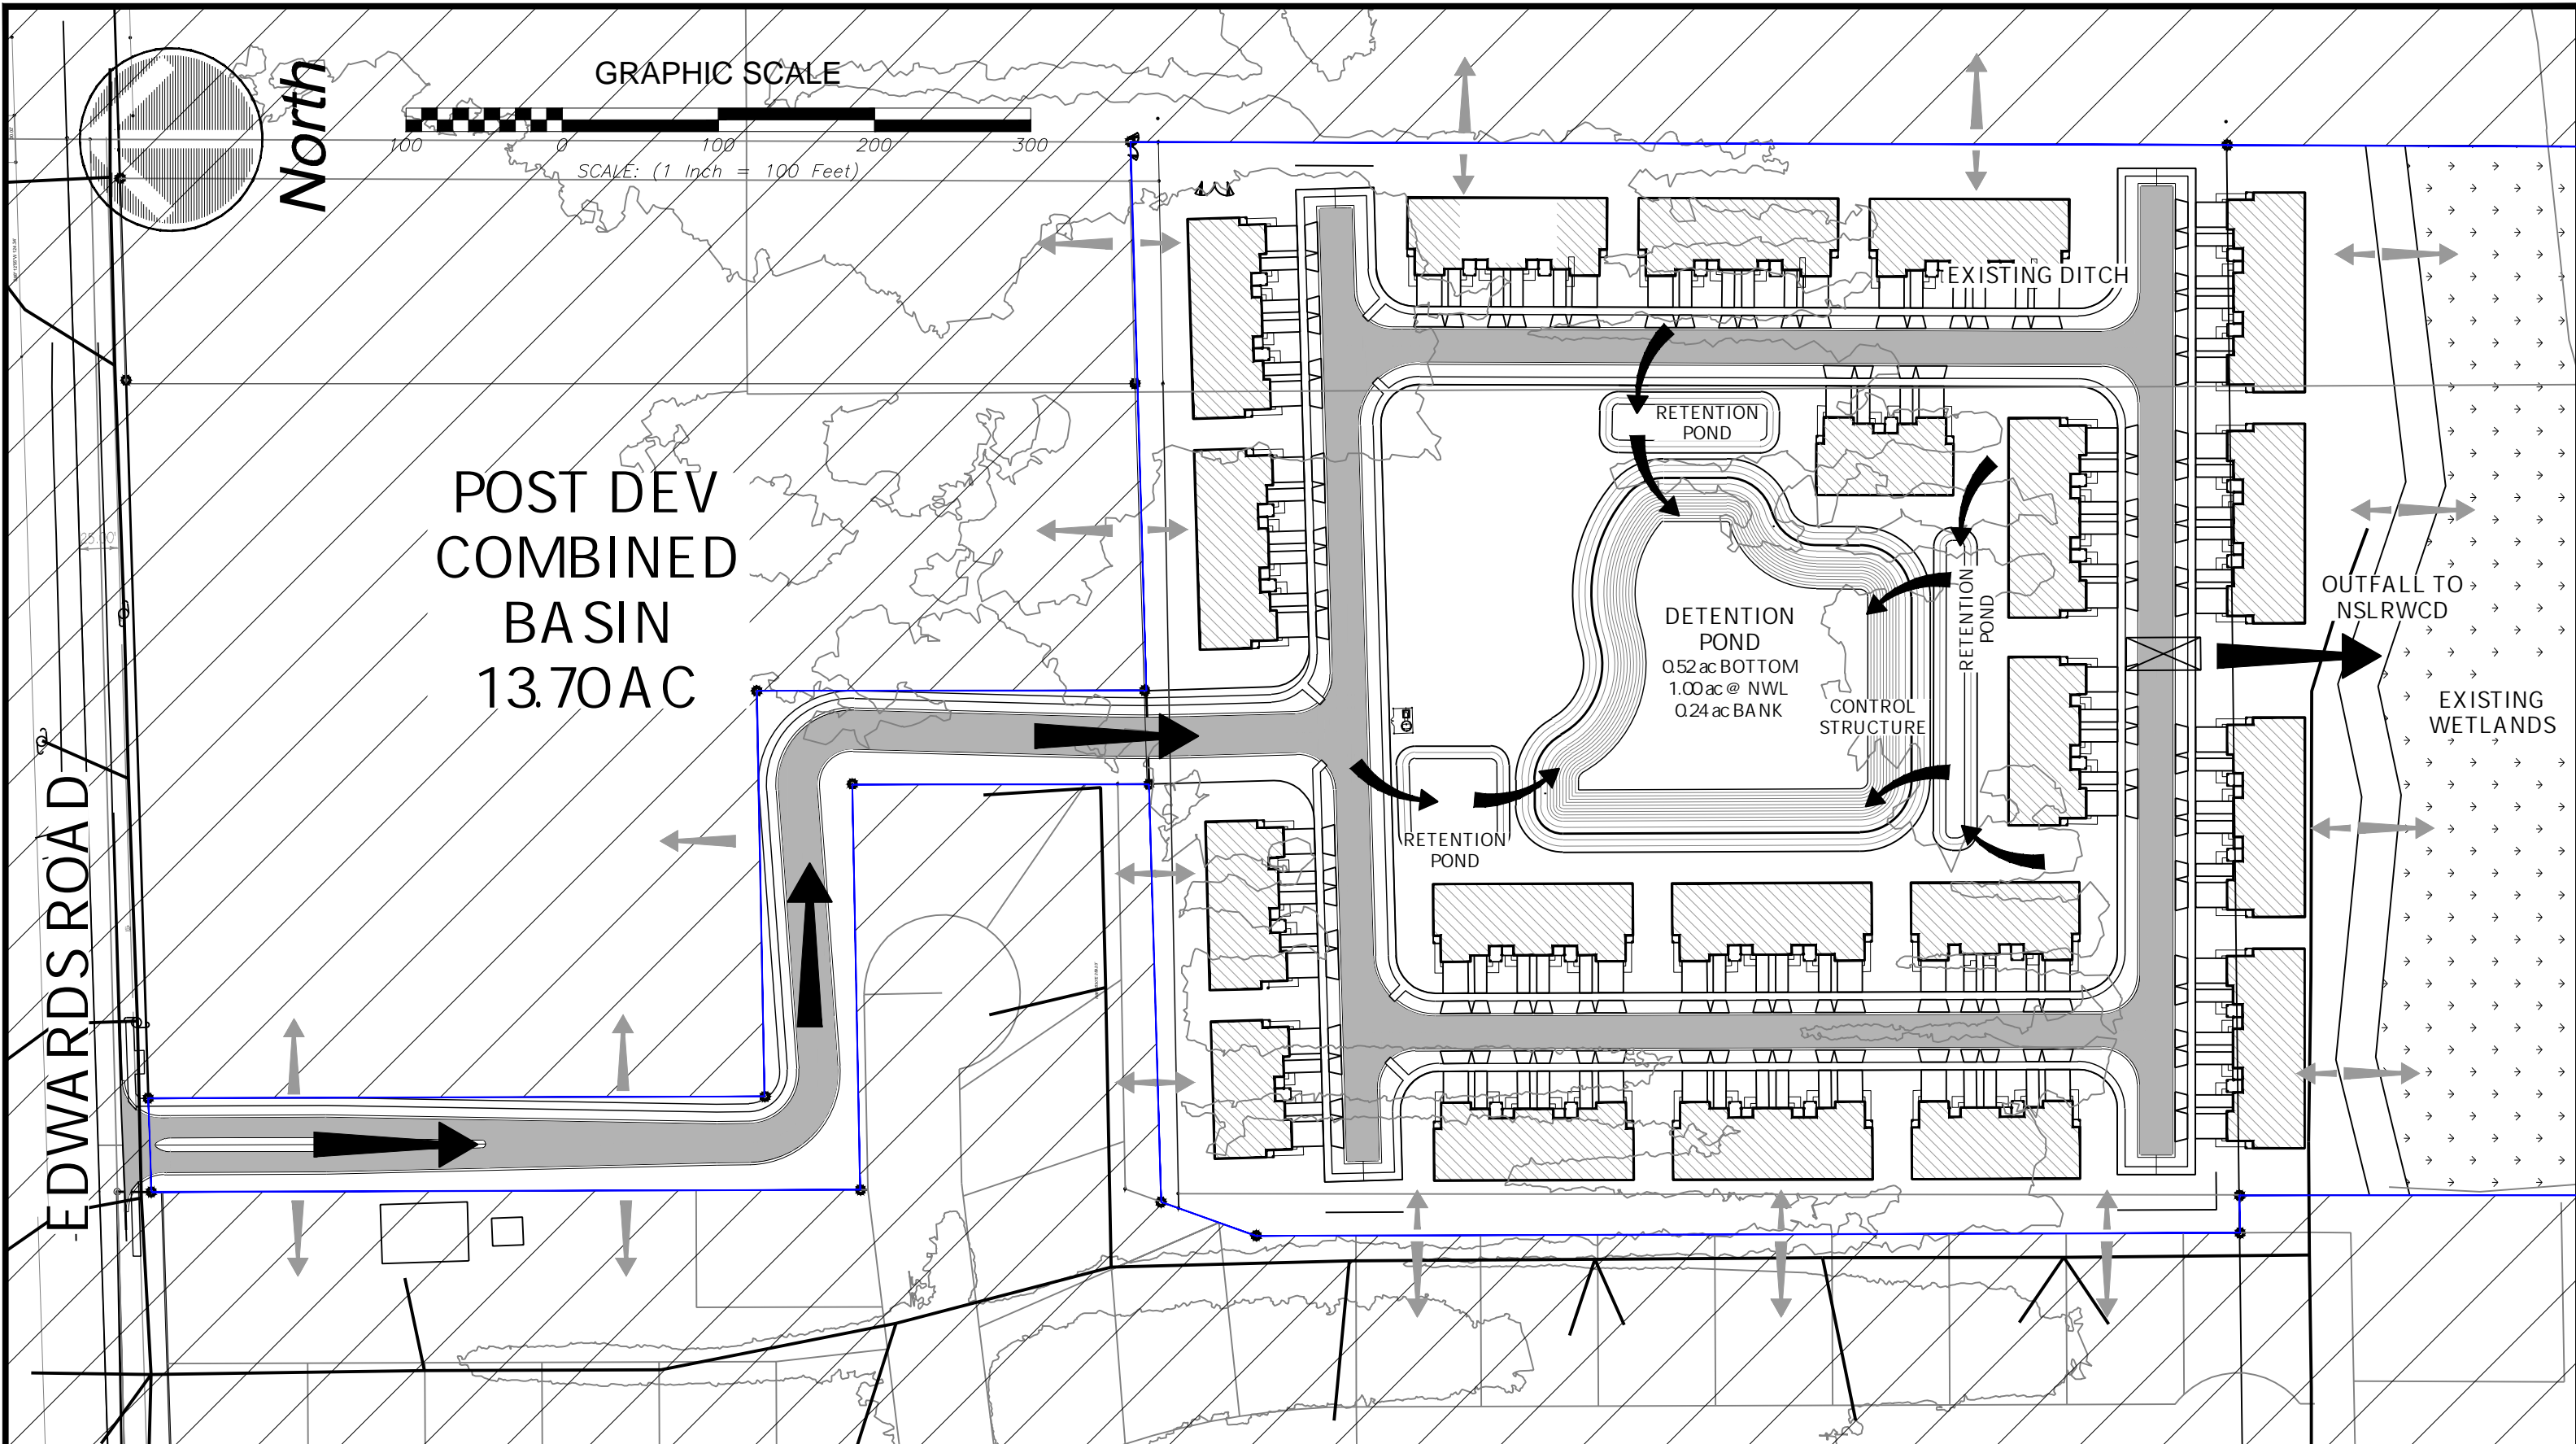 North
GRAPHIC SCALE
100 0 100 200 300
SCALE: (1 Inch = 100 Feet)
EXISTING DITCH
RETENTION
POND
POST DEV
COMBINED
BASIN
13.70 AC
25.00'
DETENTION
POND
0.52 ac BOTTOM
1.00 ac @ NWL
0.24 ac BANK
RETENTION
POND
CONTROL
STRUCTURE
OUTFALL TO
NSLRWCD
EXISTING
WETLANDS
RETENTION
POND
EDWARDS ROAD